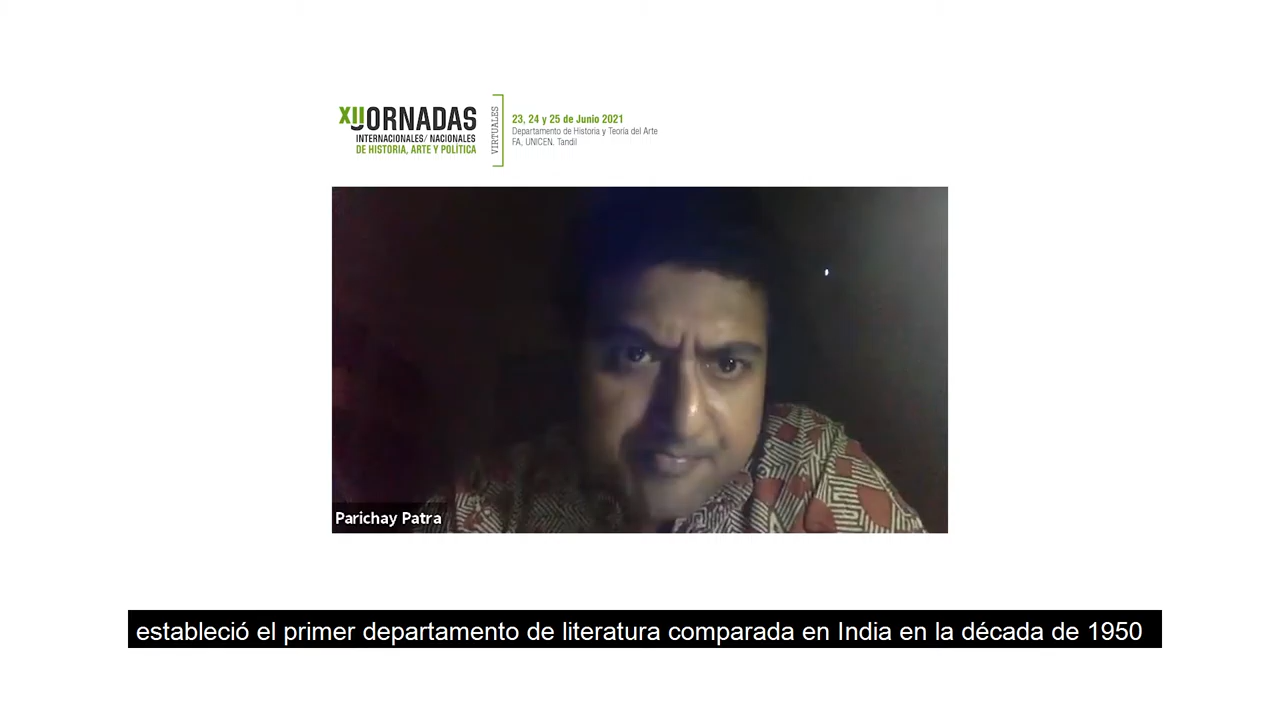 XII JORNADAS
INTERNACIONALES/ NACIONALES
DE HISTORIA, ARTE Y POLÍTICA
VIRTUALES
23, 24 y 25 de Junio 2021
Departamento de Historia y Teoría del Arte
FA, UNICEN. Tandil
Parichay Patra
estableció el primer departamento de literatura comparada en India en la década de 1950